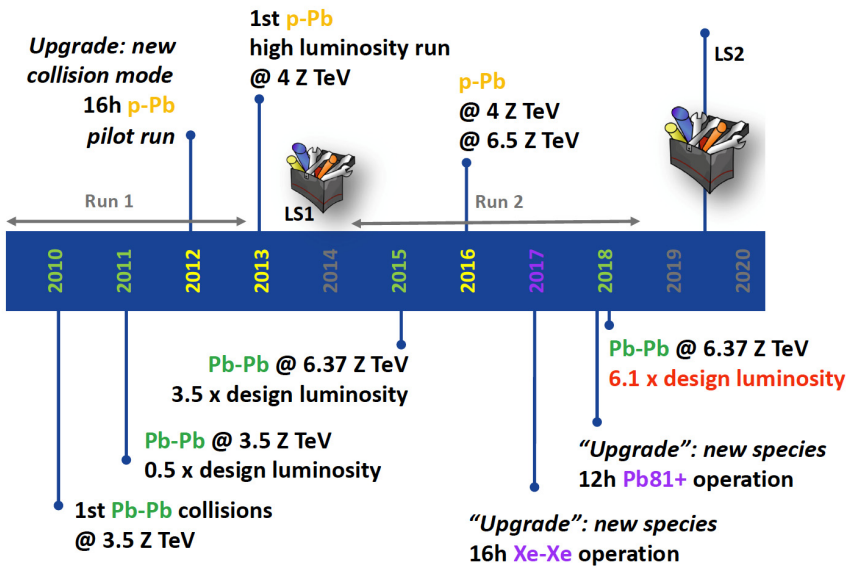 Upgrade: new
collision mode
16h p-Pb
pilot run
1st p-Pb
high luminosity run
@ 4 Z TeV
p-Pb
@ 4 Z TeV
@ 6.5 Z TeV
LS2
Run 1
LS1
Run 2
2010
2011
2012
2013
2014
2015
2016
2017
2018
2019
2020
Pb-Pb @ 6.37 Z TeV
3.5 x design luminosity
Pb-Pb @ 6.37 Z TeV
6.1 x design luminosity
Pb-Pb @ 3.5 Z TeV
0.5 x design luminosity
"Upgrade": new species
12h Pb81+ operation
1st Pb-Pb collisions
@ 3.5 Z TeV
"Upgrade": new species
16h Xe-Xe operation